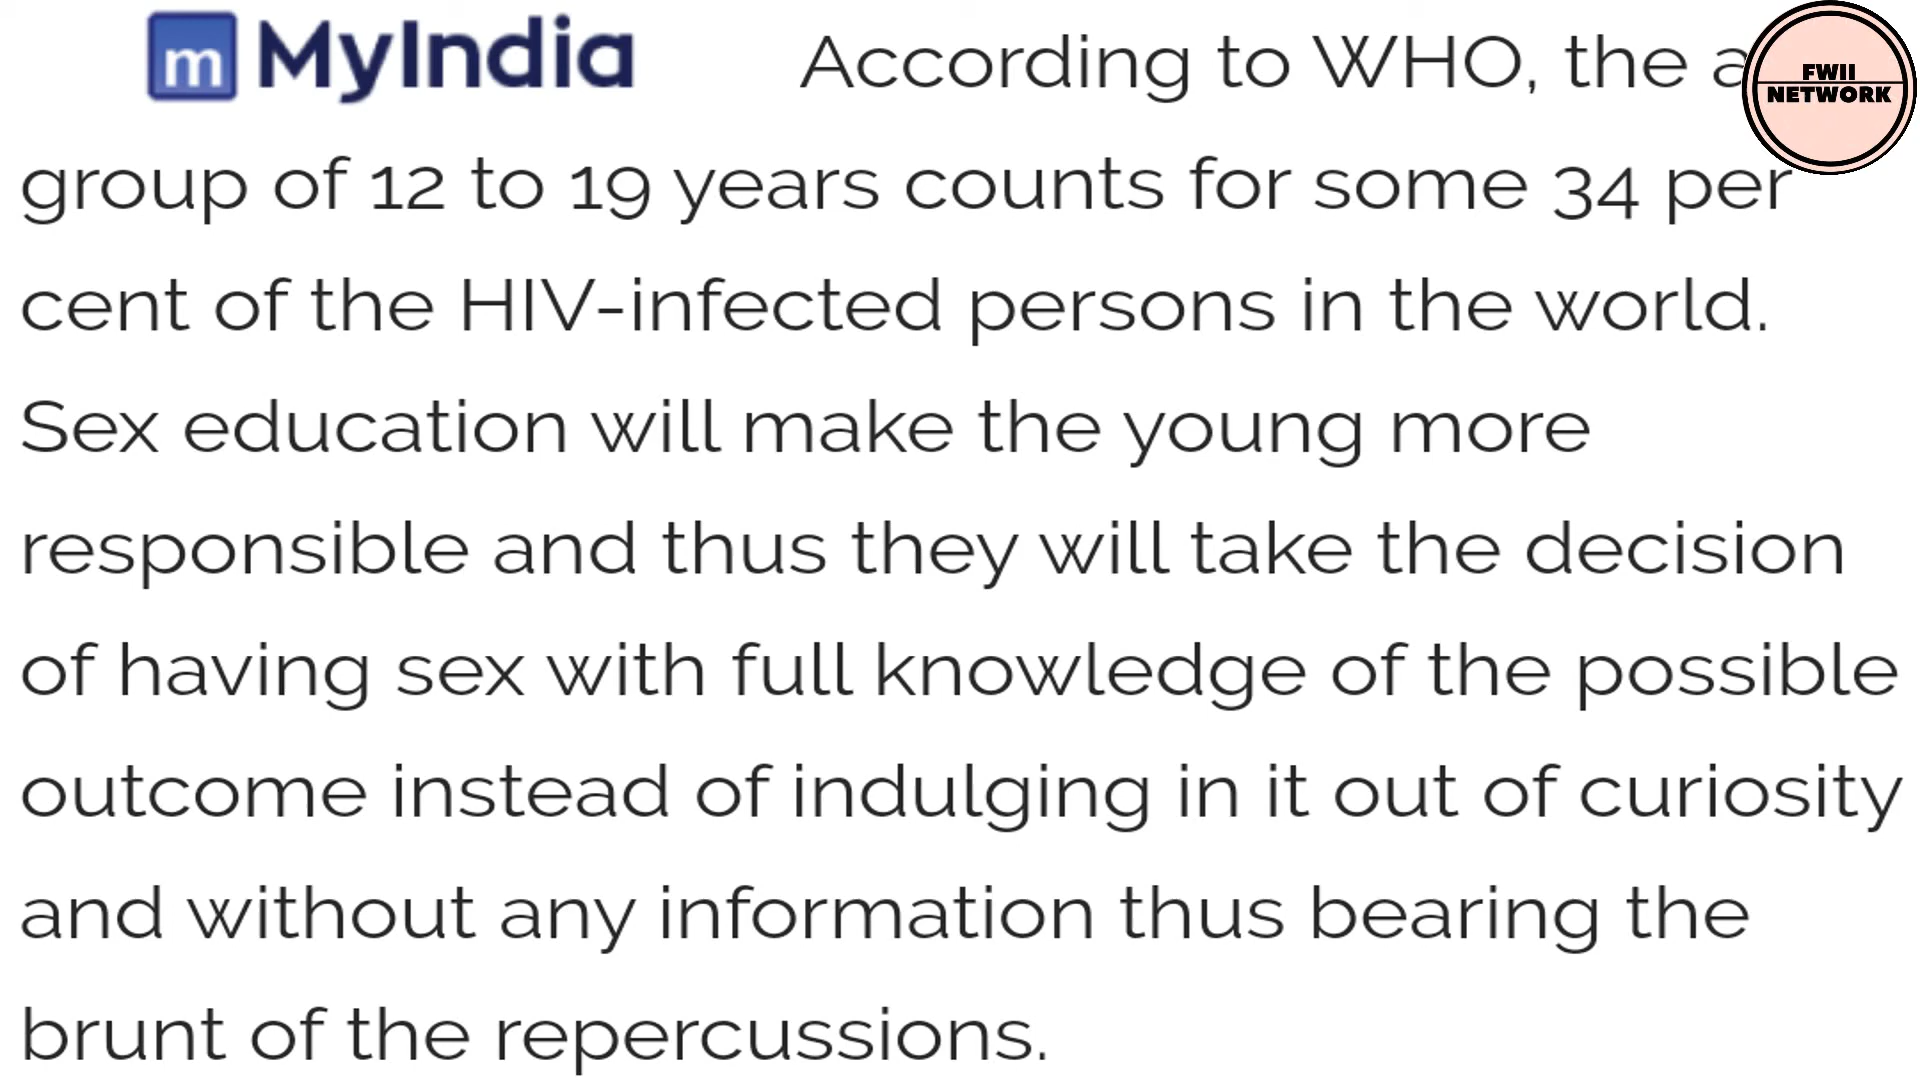 m MyIndia According to WHO, the
FWII
NETWORK
group of 12 to 19 years counts for some 34 per
cent of the HIV-infected persons in the world.
Sex education will make the young more
responsible and thus they will take the decision
of having sex with full knowledge of the possible
outcome instead of indulging in it out of curiosity
and without any information thus bearing the
brunt of the repercussions.